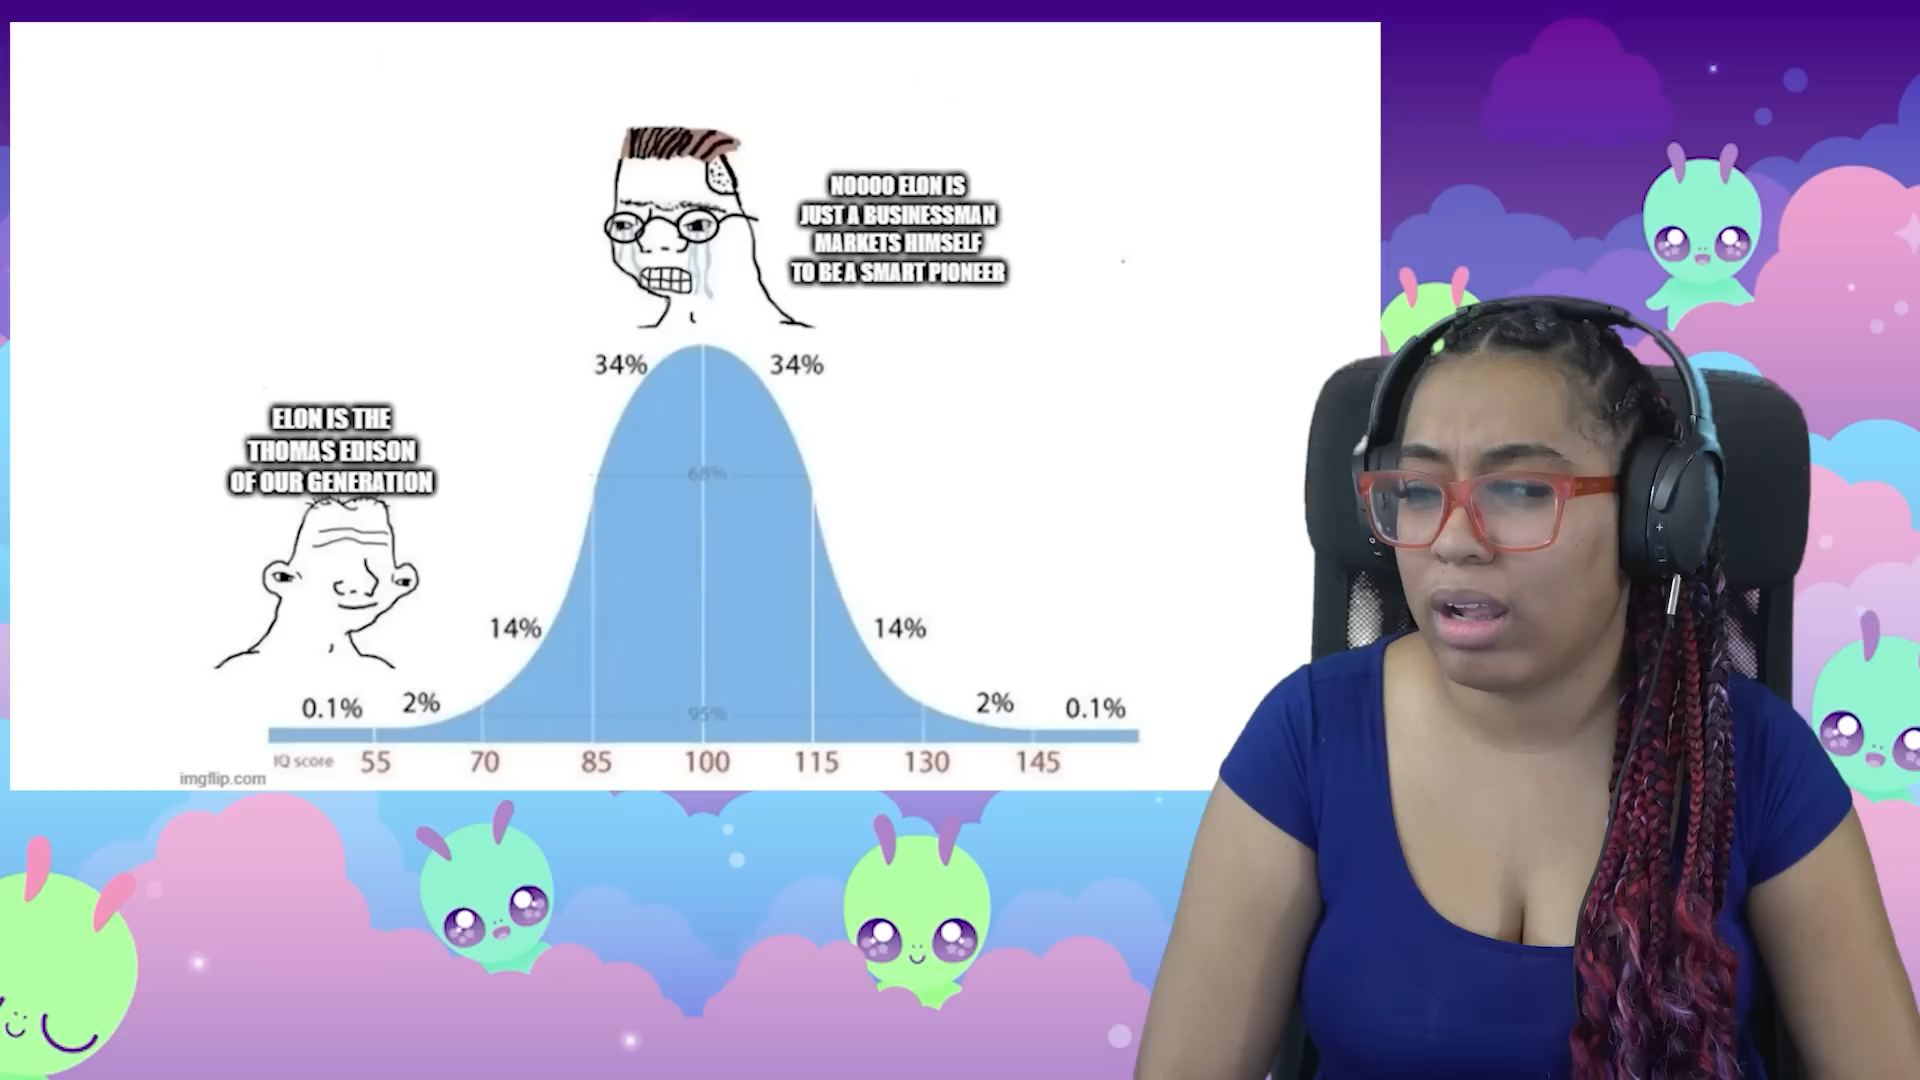 NOOOO ELON IS
JUST A BUSINESSMAN
MARKETS HIMSELF
TO BE A SMART PIONEER
34%
34%
ELON IS THE
THOMAS EDISON
OF OUR GENERATION
68%
14%
14%
0.1%
2%
95%
2%
0.1%
IQ score
55
70
85
100
115
130
145
imgflip.com